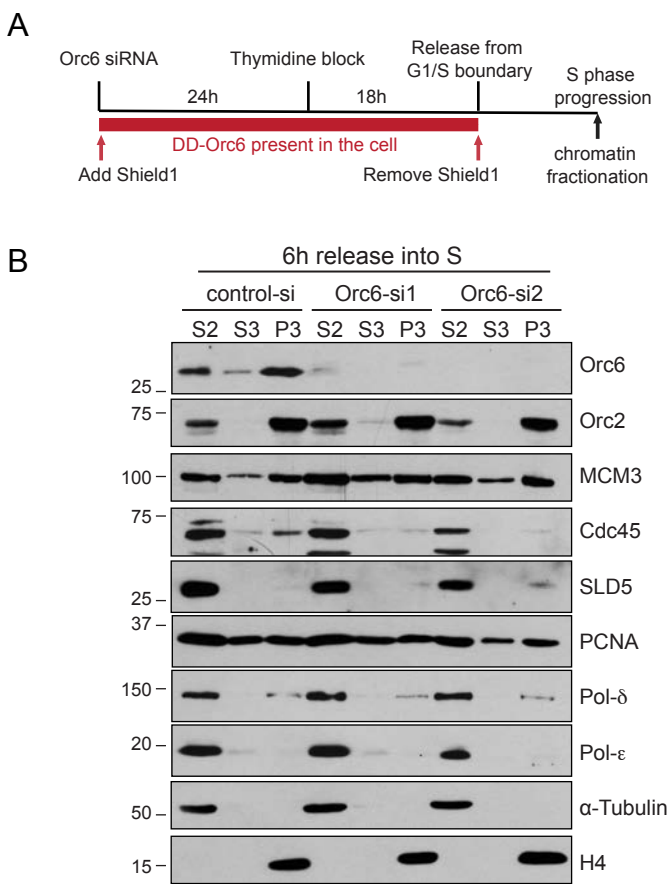 A
Orc6 siRNA
Thymidine block
Release from
G1/S boundary
S phase
progression
24h
18h
DD-Orc6 present in the cell
Add Shield1
Remove Shield1
chromatin
fractionation
B
6h release into S
control-si Orc6-si1 Orc6-si2
S2 S3 P3 S2 S3 P3 S2 S3 P3
25 Orc6
75 Orc2
100 MCM3
75 Cdc45
25 SLD5
37 PCNA
150 Pol-δ
20 Pol-ε
50 α-Tubulin
15 H4